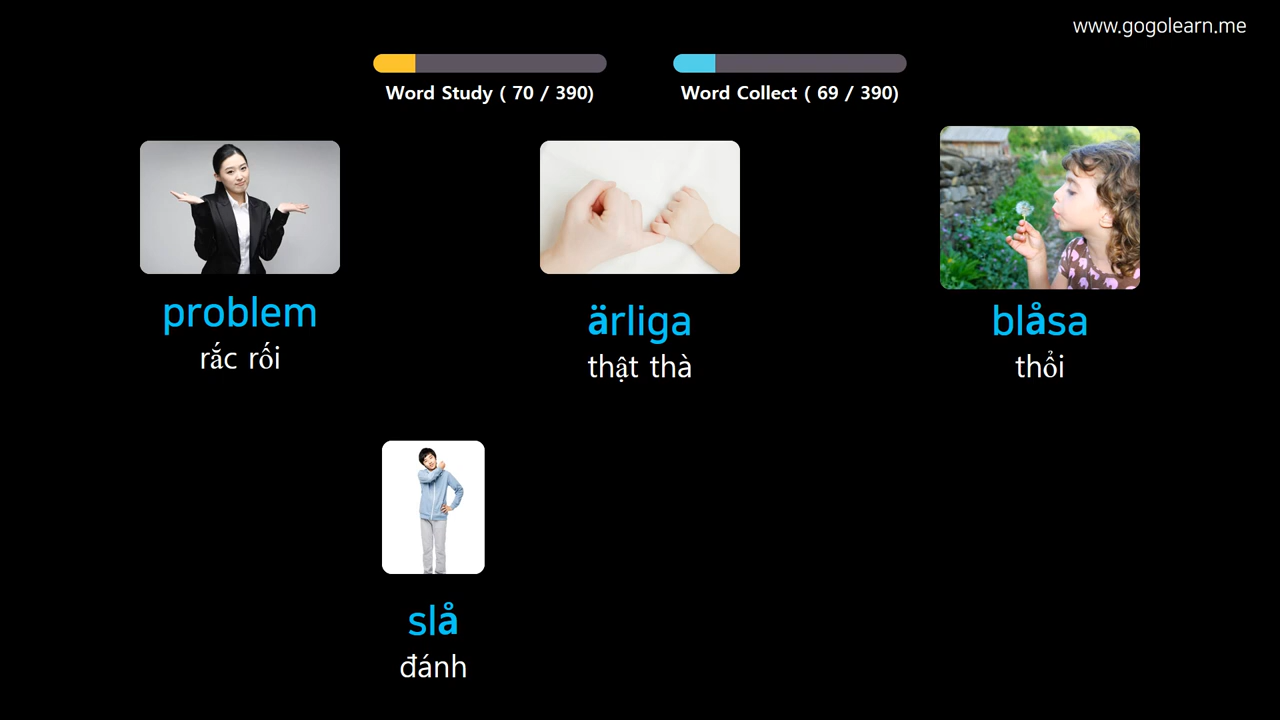 www.gogolearn.me
Word Study ( 70 / 390)
Word Collect ( 69 / 390)
problem
rắc rối
ärliga
thật thà
blåsa
thổi
slå
đánh